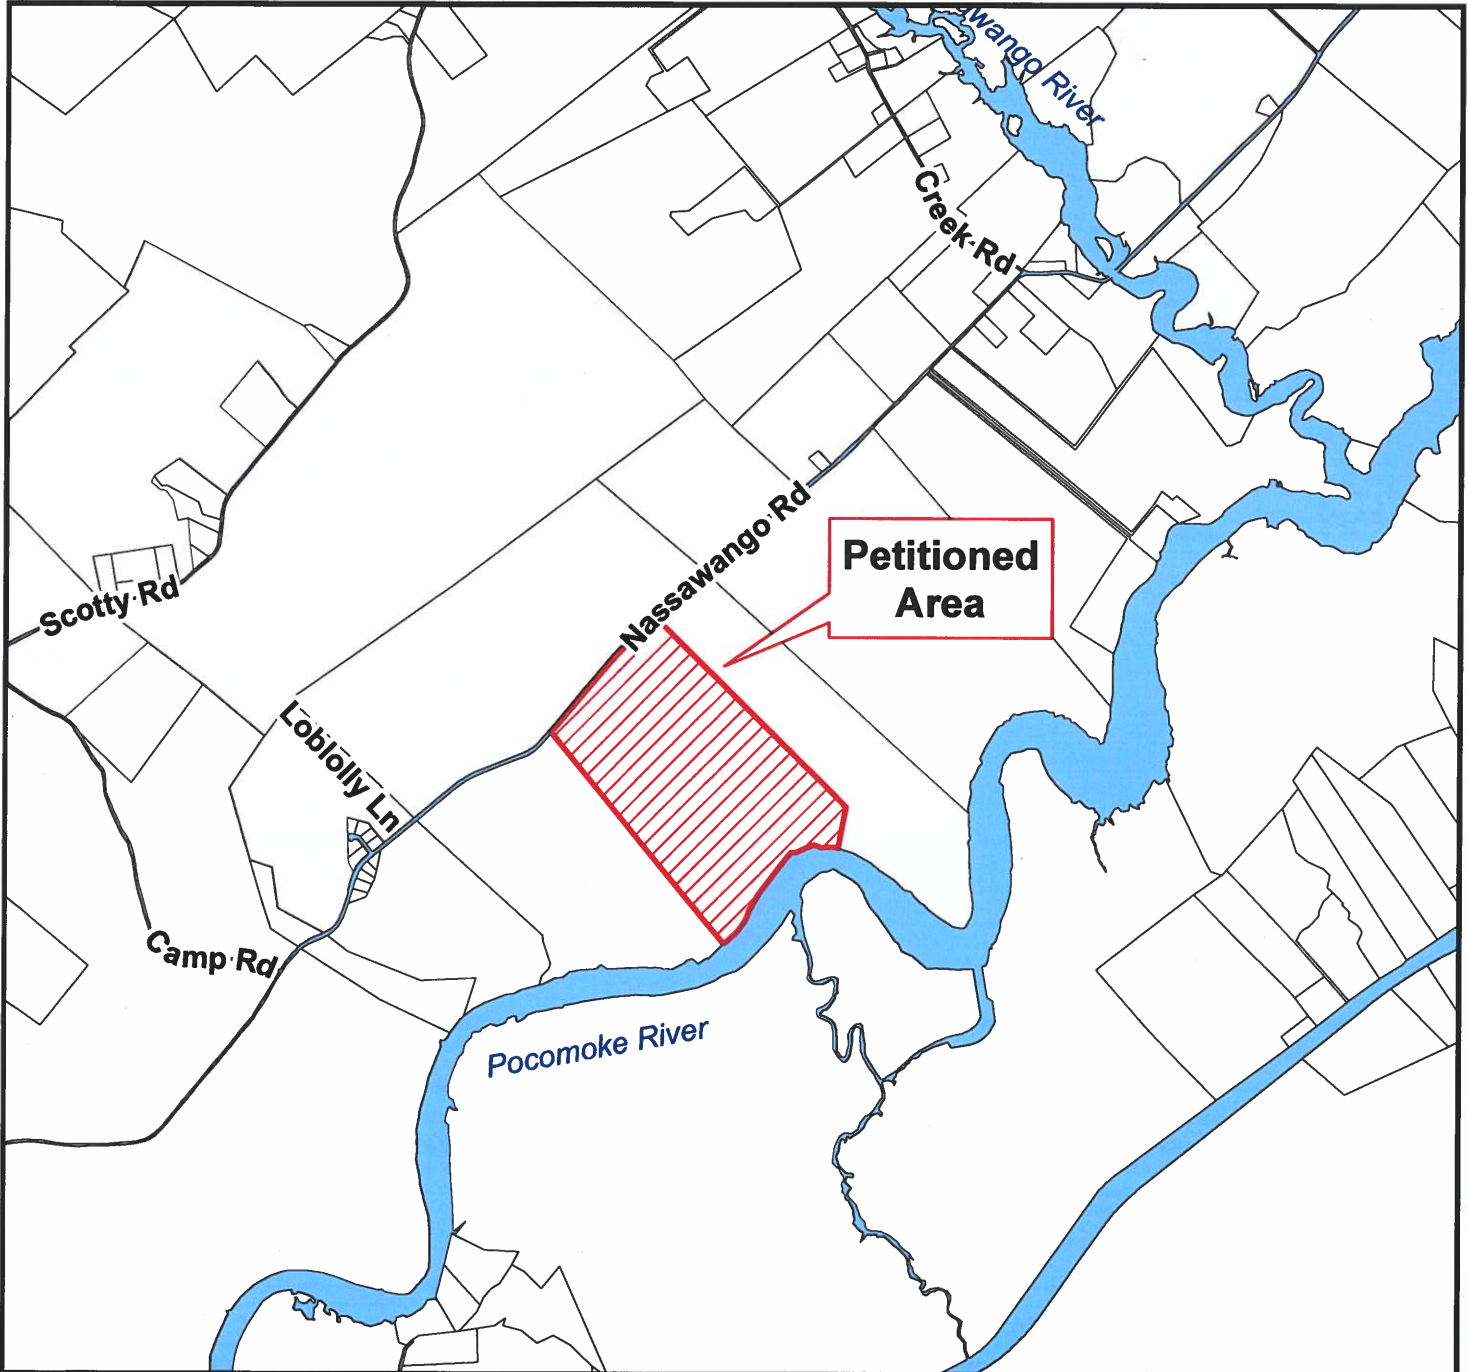 wango River
Creek Rd
Nassawango Rd
Petitioned
Area
Scotty Rd
Loblolly Ln
Camp Rd
Pocomoke River